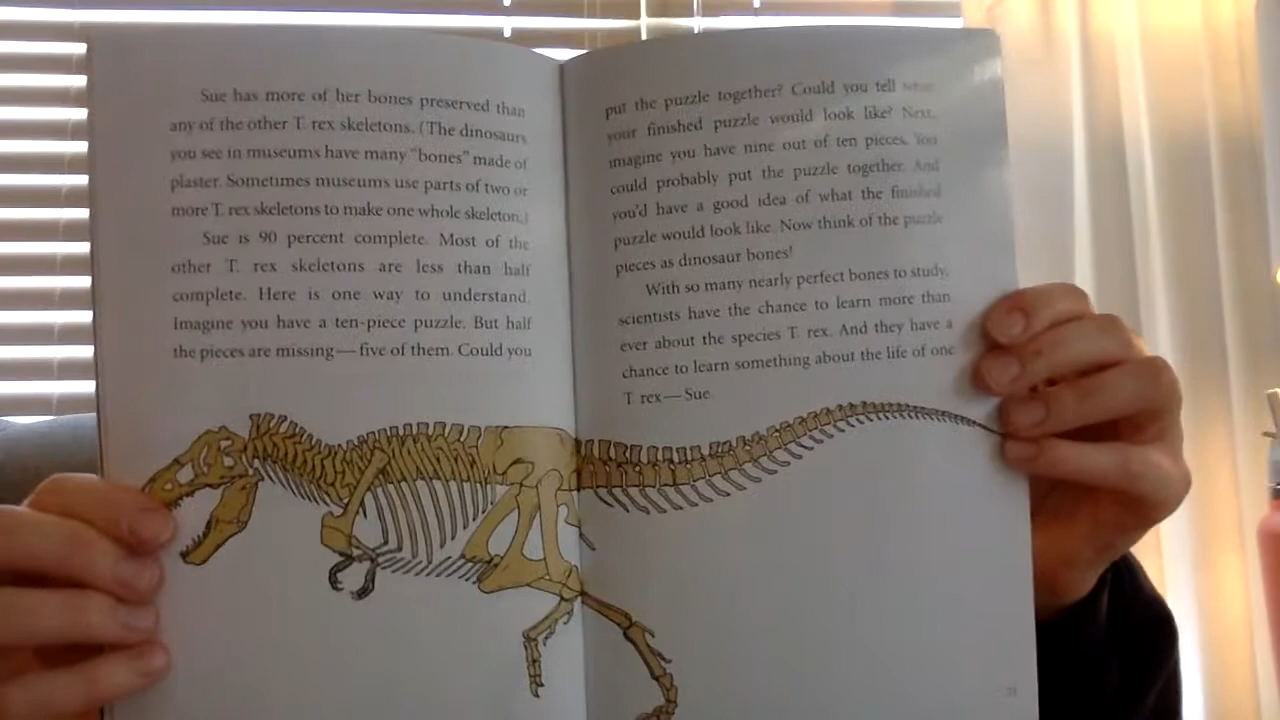 Sue has more of her bones preserved than
any of the other T. rex skeletons. (The dinosaurs
you see in museums have many “bones” made of
plaster. Sometimes museums use parts of two or
more T. rex skeletons to make one whole skeleton.)
Sue is 90 percent complete. Most of the
other T. rex skeletons are less than half
complete. Here is one way to understand.
Imagine you have a ten-piece puzzle. But half
the pieces are missing—five of them. Could you
put the puzzle together? Could you tell what
your finished puzzle would look like? Next,
imagine you have nine out of ten pieces. You
could probably put the puzzle together. And
you'd have a good idea of what the finished
puzzle would look like. Now think of the puzzle
pieces as dinosaur bones!
With so many nearly perfect bones to study,
scientists have the chance to learn more than
ever about the species T. rex. And they have a
chance to learn something about the life of one
T. rex—Sue.